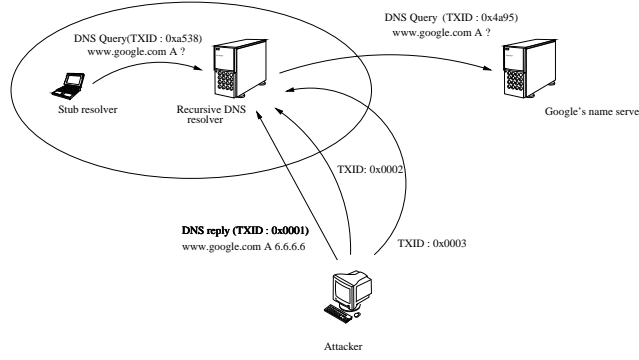 DNS Query(TXID : 0xa538)
www.google.com A ?
DNS Query (TXID : 0x4a95)
www.google.com A ?
Stub resolver
Recursive DNS
resolver
Google's name serve
TXID: 0x0002
DNS reply (TXID : 0x0001)
www.google.com A 6.6.6.6
TXID : 0x0003
Attacker